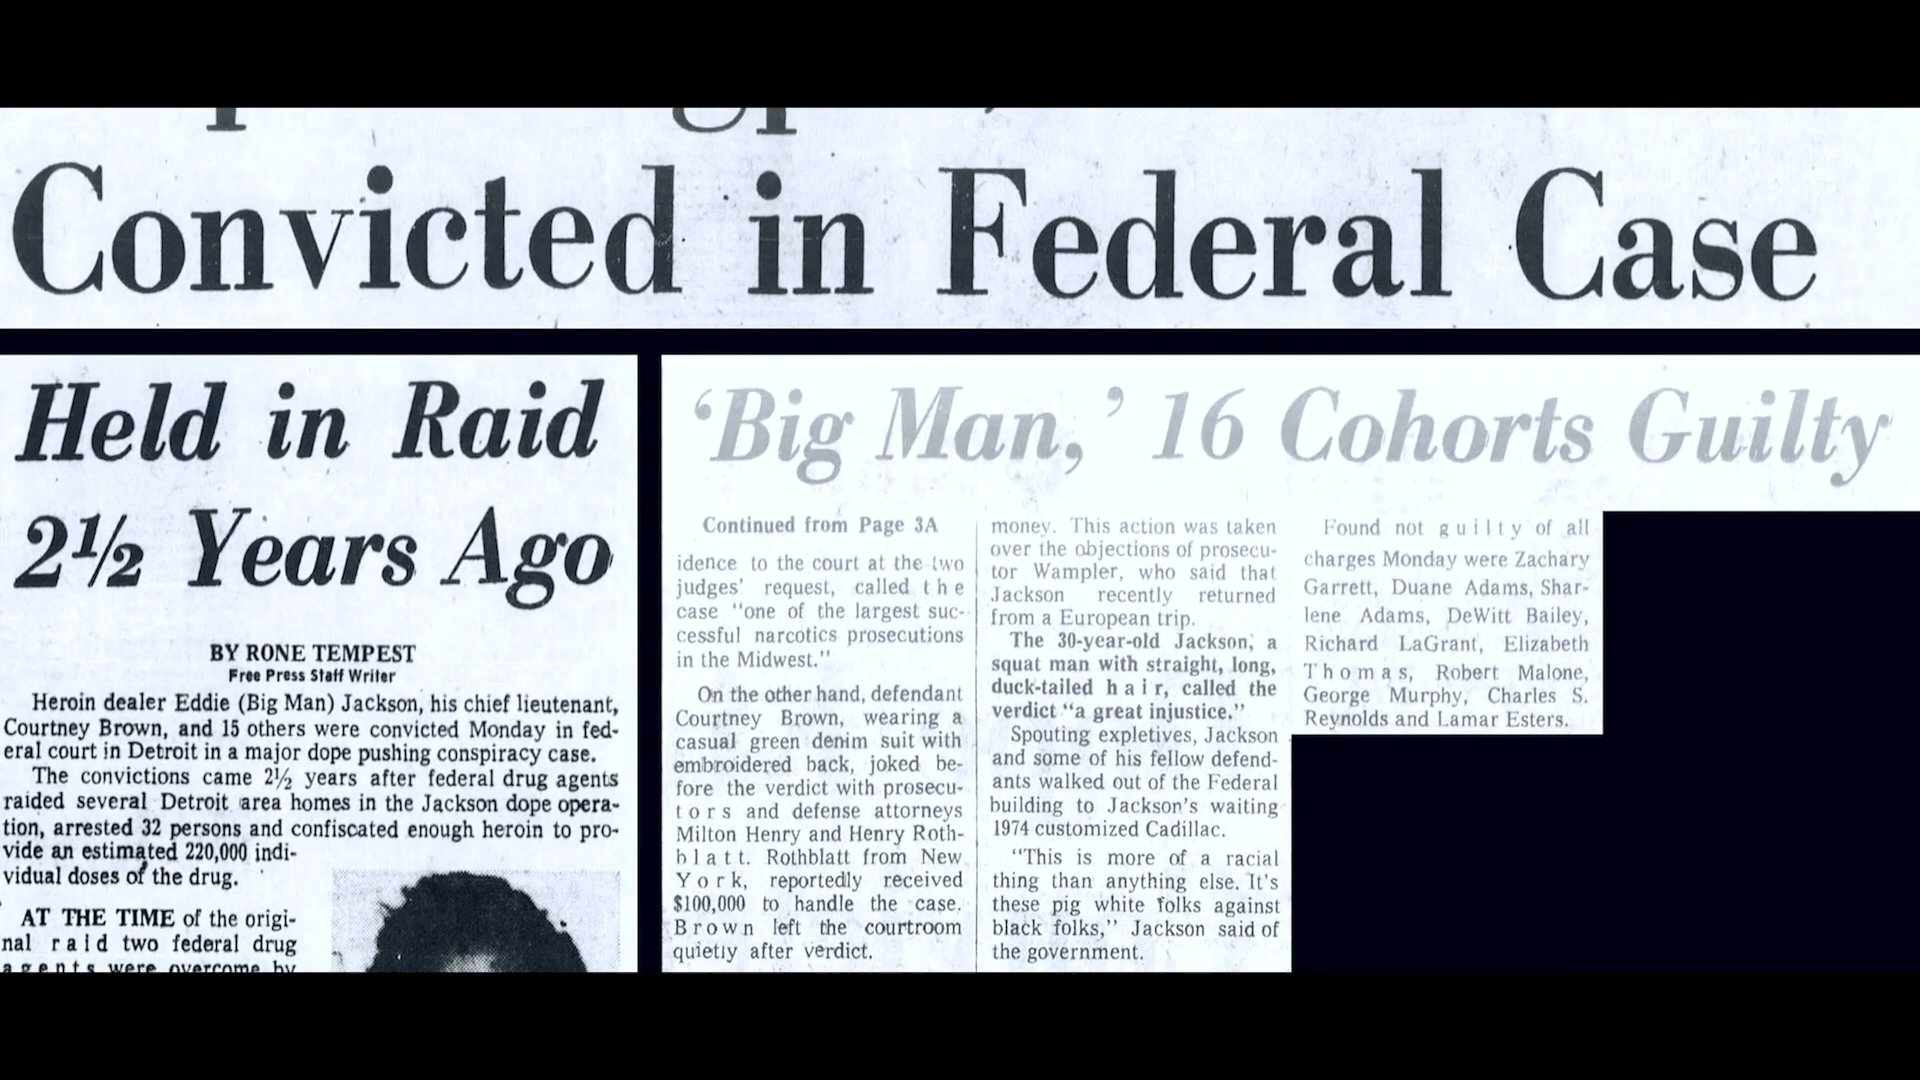 Convicted in Federal Case
Held in Raid
2½ Years Ago
BY RONE TEMPEST
Free Press Staff Writer
Heroin dealer Eddie (Big Man) Jackson, his chief lieutenant,
Courtney Brown, and 15 others were convicted Monday in fed-
eral court in Detroit in a major dope pushing conspiracy case.
The convictions came 2½ years after federal drug agents
raided several Detroit area homes in the Jackson dope opera-
tion, arrested 32 persons and confiscated enough heroin to pro-
vide an estimated 220,000 indi-
vidual doses of the drug.
AT THE TIME of the origi-
nal raid two federal drug
agents were overcome by
‘Big Man,’ 16 Cohorts Guilty
Continued from Page 3A
idence to the court at the two
judges’ request, called the
case “one of the largest suc-
cessful narcotics prosecutions
in the Midwest.”
On the other hand, defendant
Courtney Brown, wearing a
casual green denim suit with
embroidered back, joked be-
fore the verdict with prosecu-
tors and defense attorneys
Milton Henry and Henry Roth-
blatt. Rothblatt from New
York, reportedly received
$100,000 to handle the case.
Brown left the courtroom
quietly after verdict.
money. This action was taken
over the objections of prosecu-
tor Wampler, who said that
Jackson recently returned
from a European trip.
The 30-year-old Jackson, a
squat man with straight, long,
duck-tailed hair, called the
verdict “a great injustice.”
Spouting expletives, Jackson
and some of his fellow defend-
ants walked out of the Federal
building to Jackson’s waiting
1974 customized Cadillac.
“This is more of a racial
thing than anything else. It’s
these pig white folks against
black folks,” Jackson said of
the government.
Found not guilty of all
charges Monday were Zachary
Garrett, Duane Adams, Shar-
lene Adams, DeWitt Bailey,
Richard LaGrant, Elizabeth
Thomas, Robert Malone,
George Murphy, Charles S.
Reynolds and Lamar Esters.